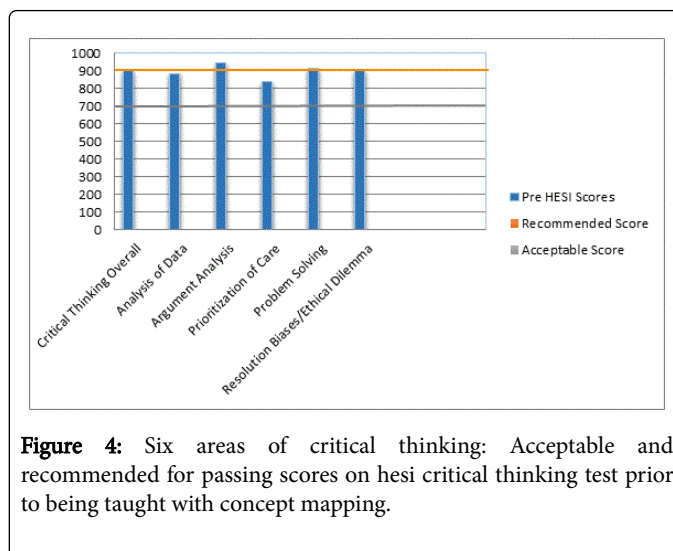 1000
900
800
700
600
500
400
300
200
100
0
Critical Thinking Overall
Analysis of Data
Argument Analysis
Prioritization of Care
Problem Solving
Resolution Biases/Ethical Dilemma
Pre HESI Scores
Recommended Score
Acceptable Score
Figure 4: Six areas of critical thinking: Acceptable and
recommended for passing scores on hesi critical thinking test prior
to being taught with concept mapping.